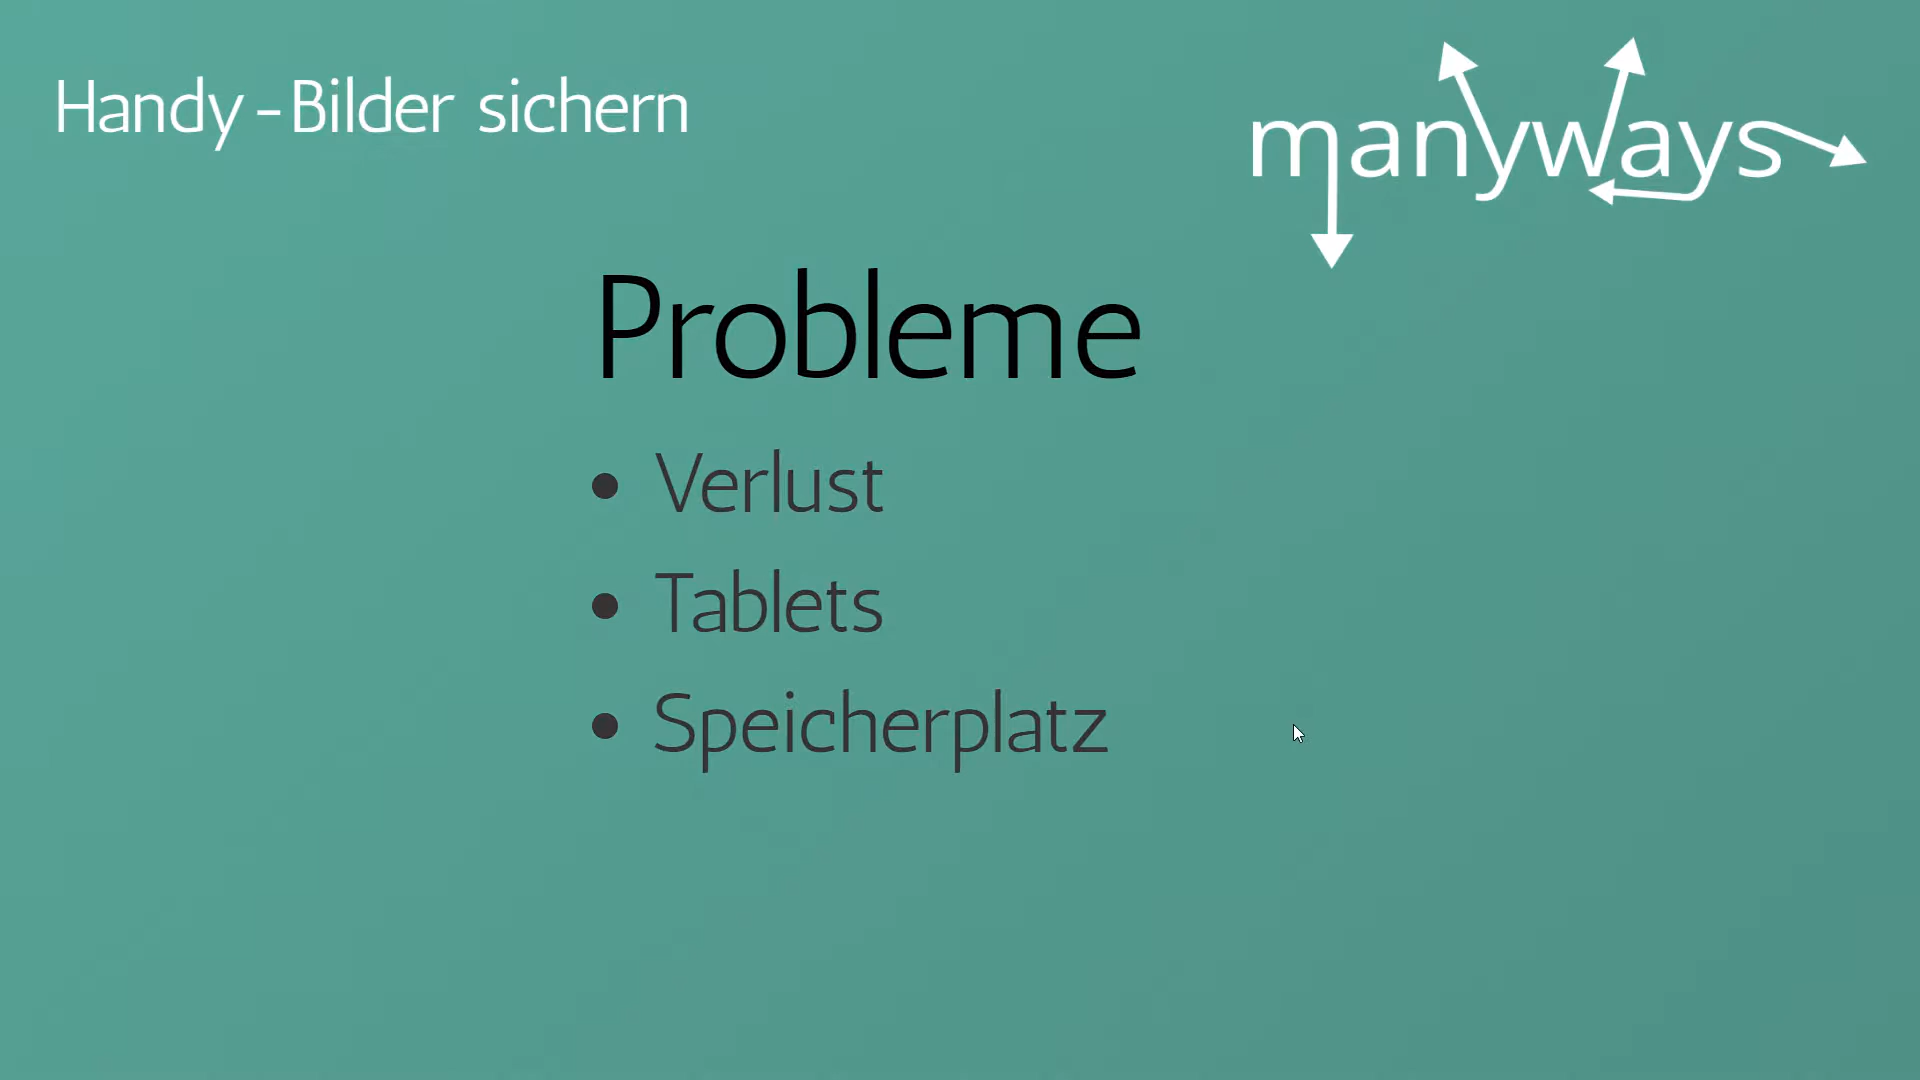 Handy-Bilder sichern
manyways
Probleme
• Verlust
• Tablets
• Speicherplatz